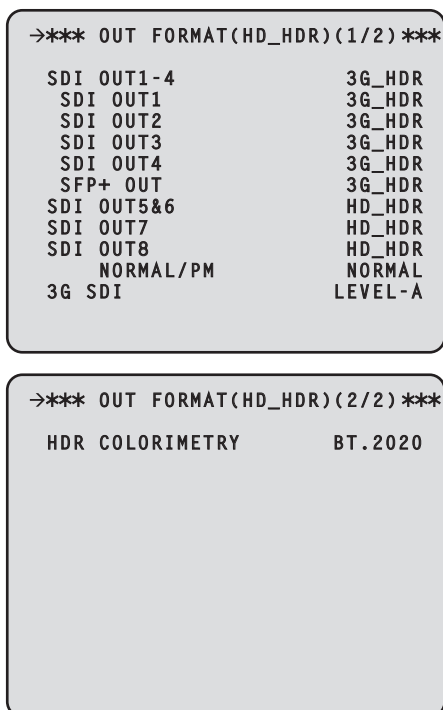 →*** OUT FORMAT(HD_HDR)(1/2)***
SDI OUT1-4 3G_HDR
SDI OUT1 3G_HDR
SDI OUT2 3G_HDR
SDI OUT3 3G_HDR
SDI OUT4 3G_HDR
SFP+ OUT 3G_HDR
SDI OUT5&6 HD_HDR
SDI OUT7 HD_HDR
SDI OUT8 HD_HDR
NORMAL/PM NORMAL
3G SDI LEVEL-A
→*** OUT FORMAT(HD_HDR)(2/2)***
HDR COLORIMETRY BT.2020